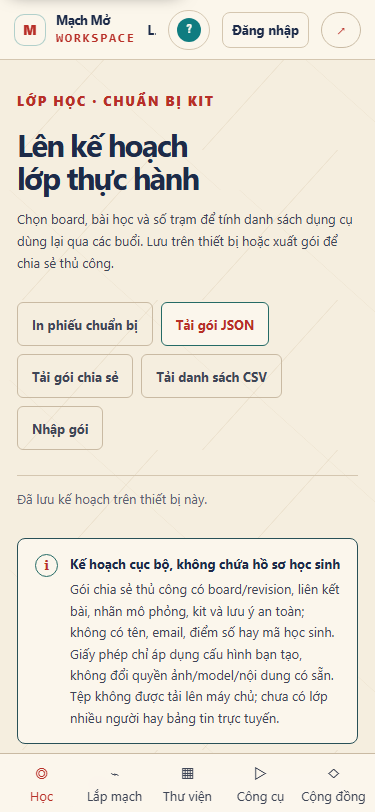 M
Mạch Mở
WORKSPACE
L.
?
Đăng nhập
LỚP HỌC · CHUẨN BỊ KIT
Lên kế hoạch
lớp thực hành
Chọn board, bài học và số trạm để tính danh sách dụng cụ
dùng lại qua các buổi. Lưu trên thiết bị hoặc xuất gói để
chia sẻ thủ công.
In phiếu chuẩn bị
Tải gói JSON
Tải gói chia sẻ
Tải danh sách CSV
Nhập gói
Đã lưu kế hoạch trên thiết bị này.
i
Kế hoạch cục bộ, không chứa hồ sơ học sinh
Gói chia sẻ thủ công có board/revision, liên kết
bài, nhãn mô phỏng, kit và lưu ý an toàn;
không có tên, email, điểm số hay mã học sinh.
Giấy phép chỉ áp dụng cấu hình bạn tạo,
không đổi quyền ảnh/model/nội dung có sẵn.
Tệp không được tải lên máy chủ; chưa có lớp
nhiều người hay bảng tin trực tuyến.
Học
Lắp mạch
Thư viện
Công cụ
Cộng đồng